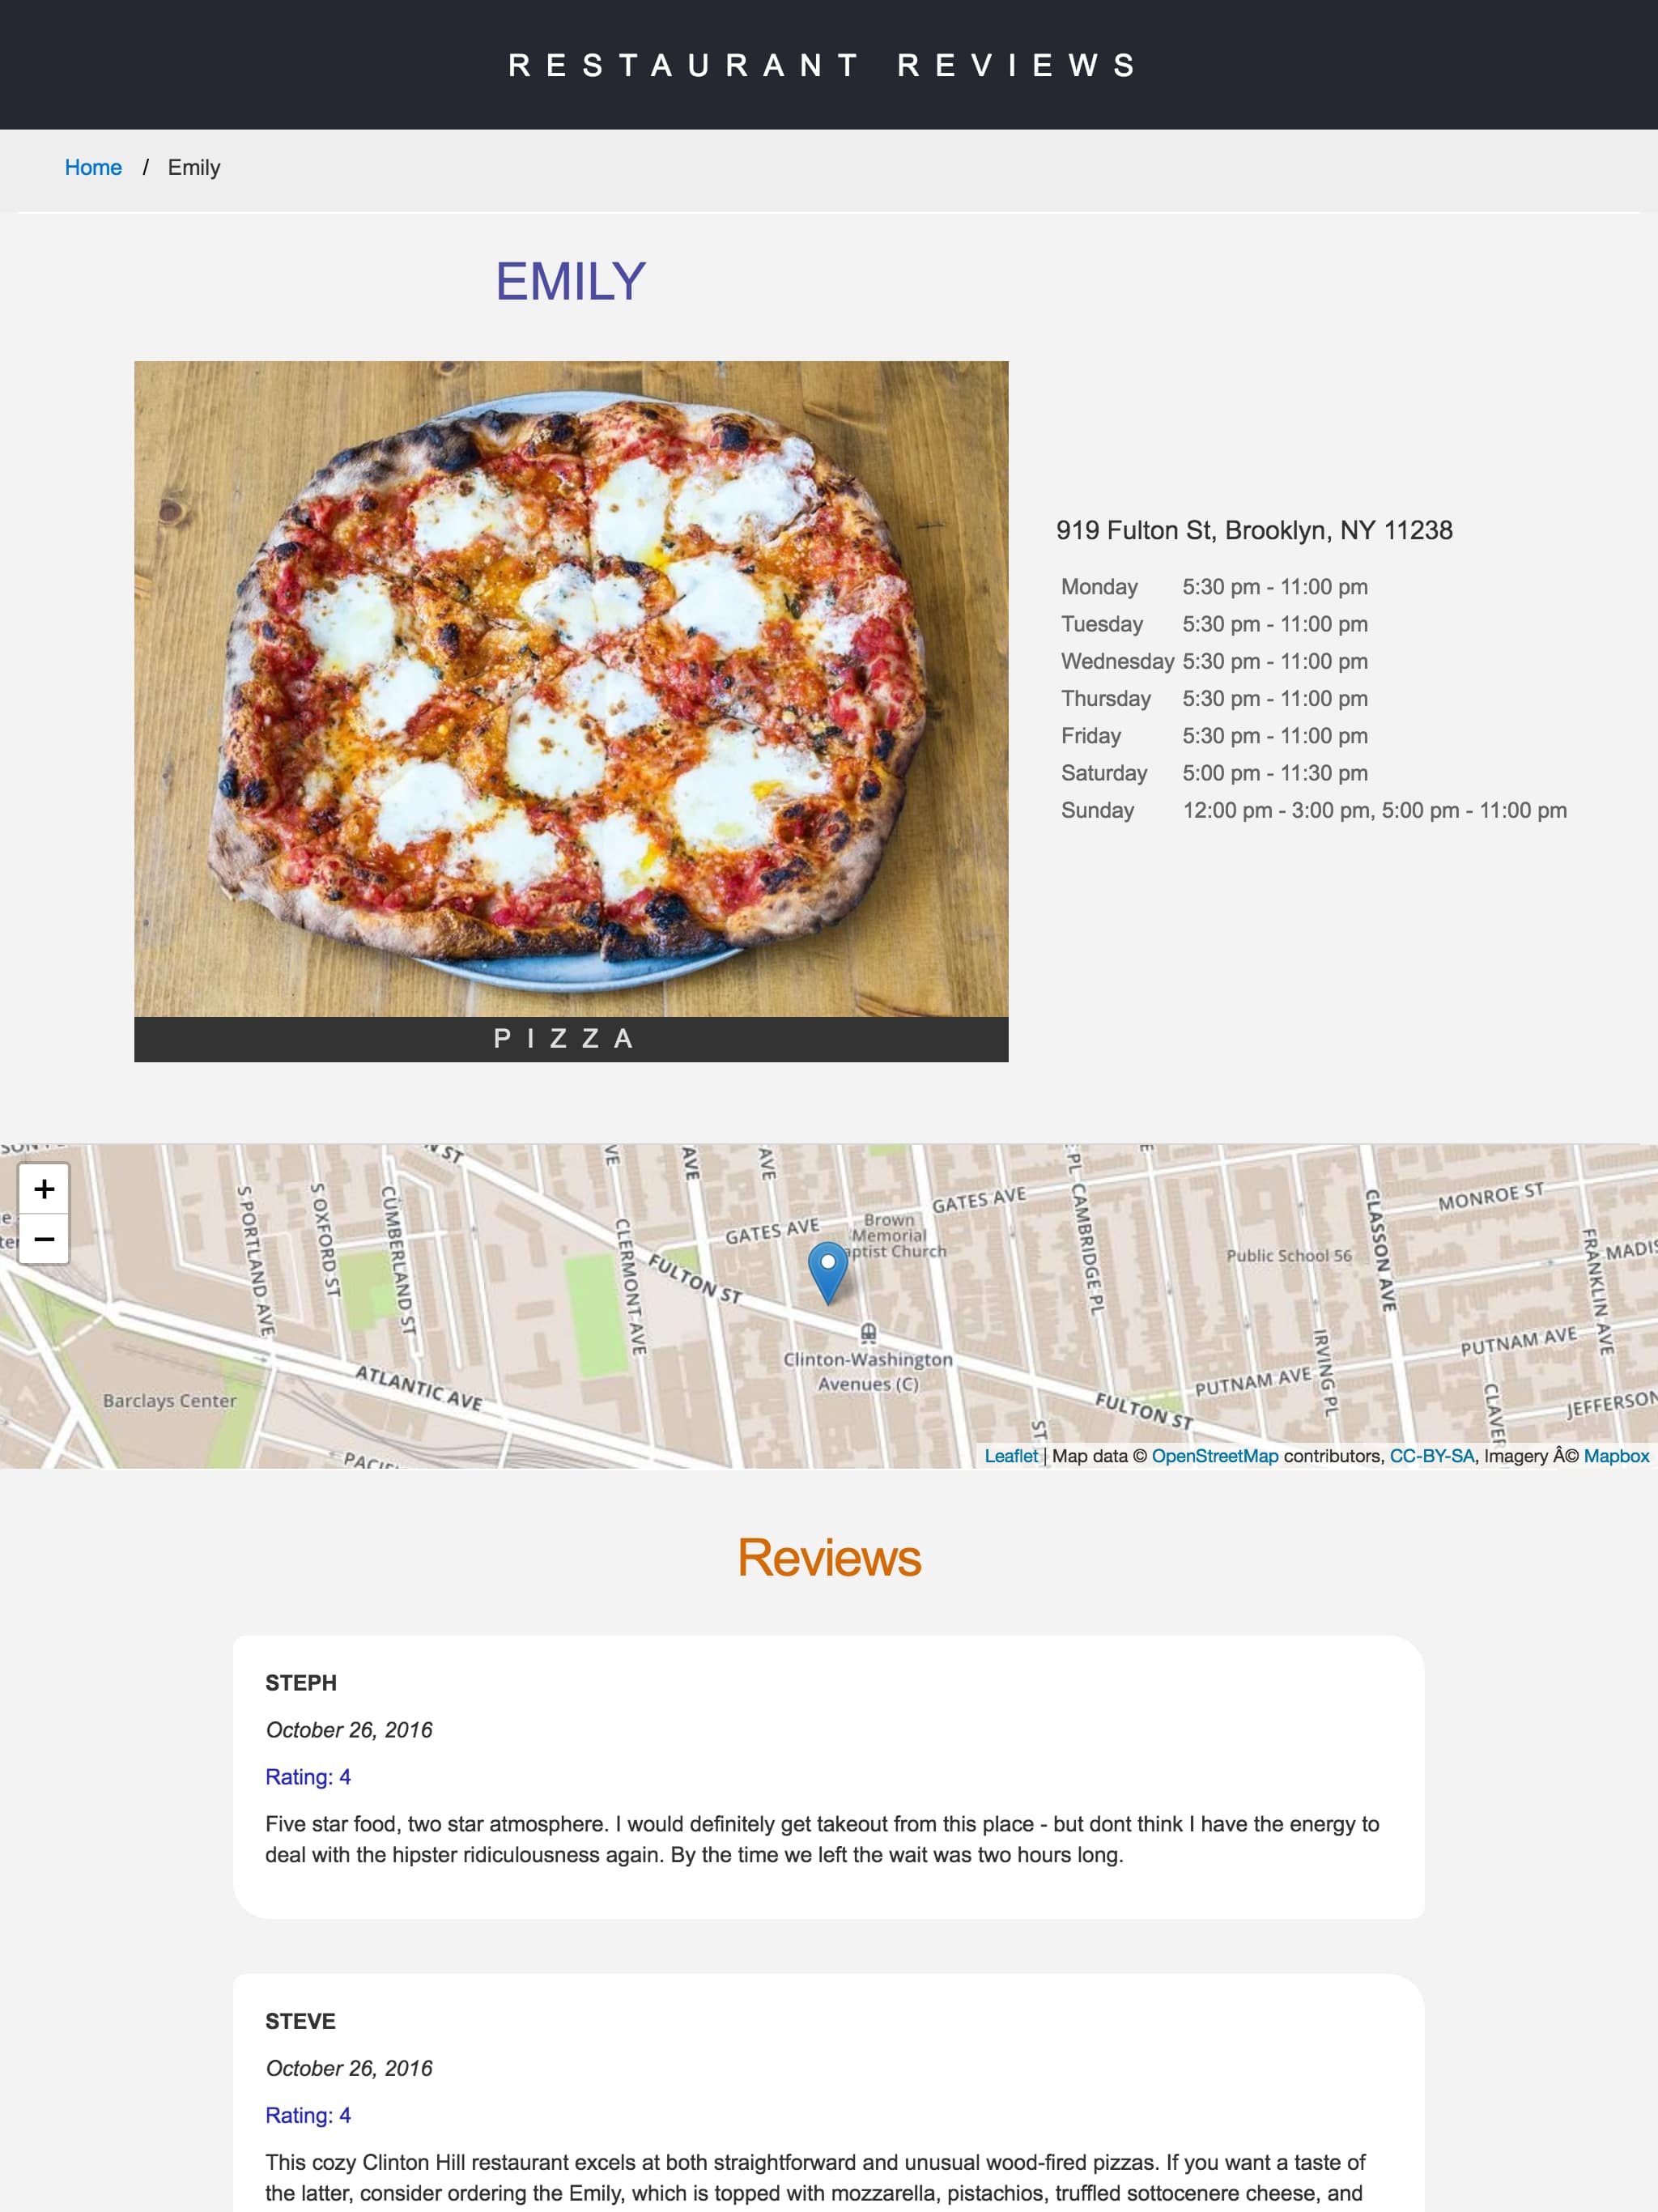 RESTAURANT REVIEWS
Home / Emily
EMILY
919 Fulton St, Brooklyn, NY 11238
Monday 5:30 pm - 11:00 pm
Tuesday 5:30 pm - 11:00 pm
Wednesday 5:30 pm - 11:00 pm
Thursday 5:30 pm - 11:00 pm
Friday 5:30 pm - 11:00 pm
Saturday 5:00 pm - 11:30 pm
Sunday 12:00 pm - 3:00 pm, 5:00 pm - 11:00 pm
PIZZA
+
−
S PORTLAND AVE
S OXFORD ST
CUMBERLAND ST
N ST
VE
AVE
AVE
CLERMONT AVE
FULTON ST
GATES AVE
GATES AVE
Brown
Memorial
aptist Church
PL
CAMBRIDGE PL
Public School 56
CLASSON AVE
MONROE ST
FRANKLIN AVE
MADIS
IRVING PL
PUTNAM AVE
PUTNAM AVE
CLAVER
JEFFERSON
Clinton-Washington
Avenues (C)
FULTON ST
ST
ATLANTIC AVE
Barclays Center
PACIF
Leaflet | Map data © OpenStreetMap contributors, CC-BY-SA, Imagery Â© Mapbox
Reviews
STEPH
October 26, 2016
Rating: 4
Five star food, two star atmosphere. I would definitely get takeout from this place - but dont think I have the energy to
deal with the hipster ridiculousness again. By the time we left the wait was two hours long.
STEVE
October 26, 2016
Rating: 4
This cozy Clinton Hill restaurant excels at both straightforward and unusual wood-fired pizzas. If you want a taste of
the latter, consider ordering the Emily, which is topped with mozzarella, pistachios, truffled sottocenere cheese, and